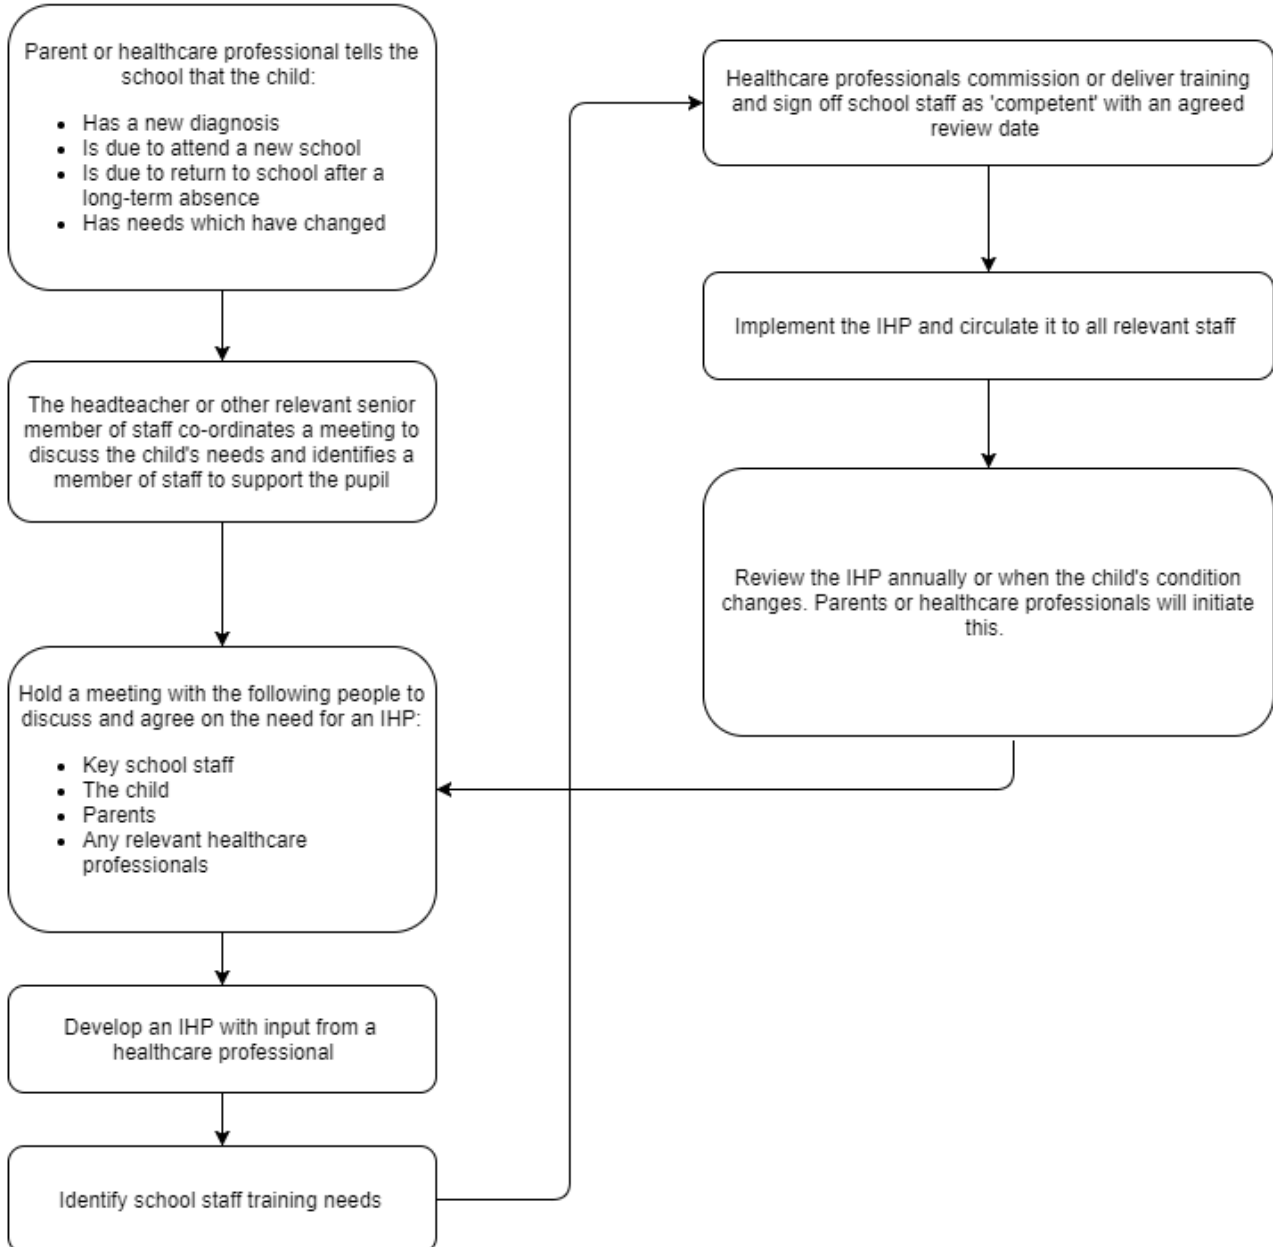 Parent or healthcare professional tells the
school that the child:
• Has a new diagnosis
• Is due to attend a new school
• Is due to return to school after a
long-term absence
• Has needs which have changed
The headteacher or other relevant senior
member of staff co-ordinates a meeting to
discuss the child's needs and identifies a
member of staff to support the pupil
Hold a meeting with the following people to
discuss and agree on the need for an IHP:
• Key school staff
• The child
• Parents
• Any relevant healthcare
professionals
Develop an IHP with input from a
healthcare professional
Identify school staff training needs
Healthcare professionals commission or deliver training
and sign off school staff as 'competent' with an agreed
review date
Implement the IHP and circulate it to all relevant staff
Review the IHP annually or when the child's condition
changes. Parents or healthcare professionals will initiate
this.